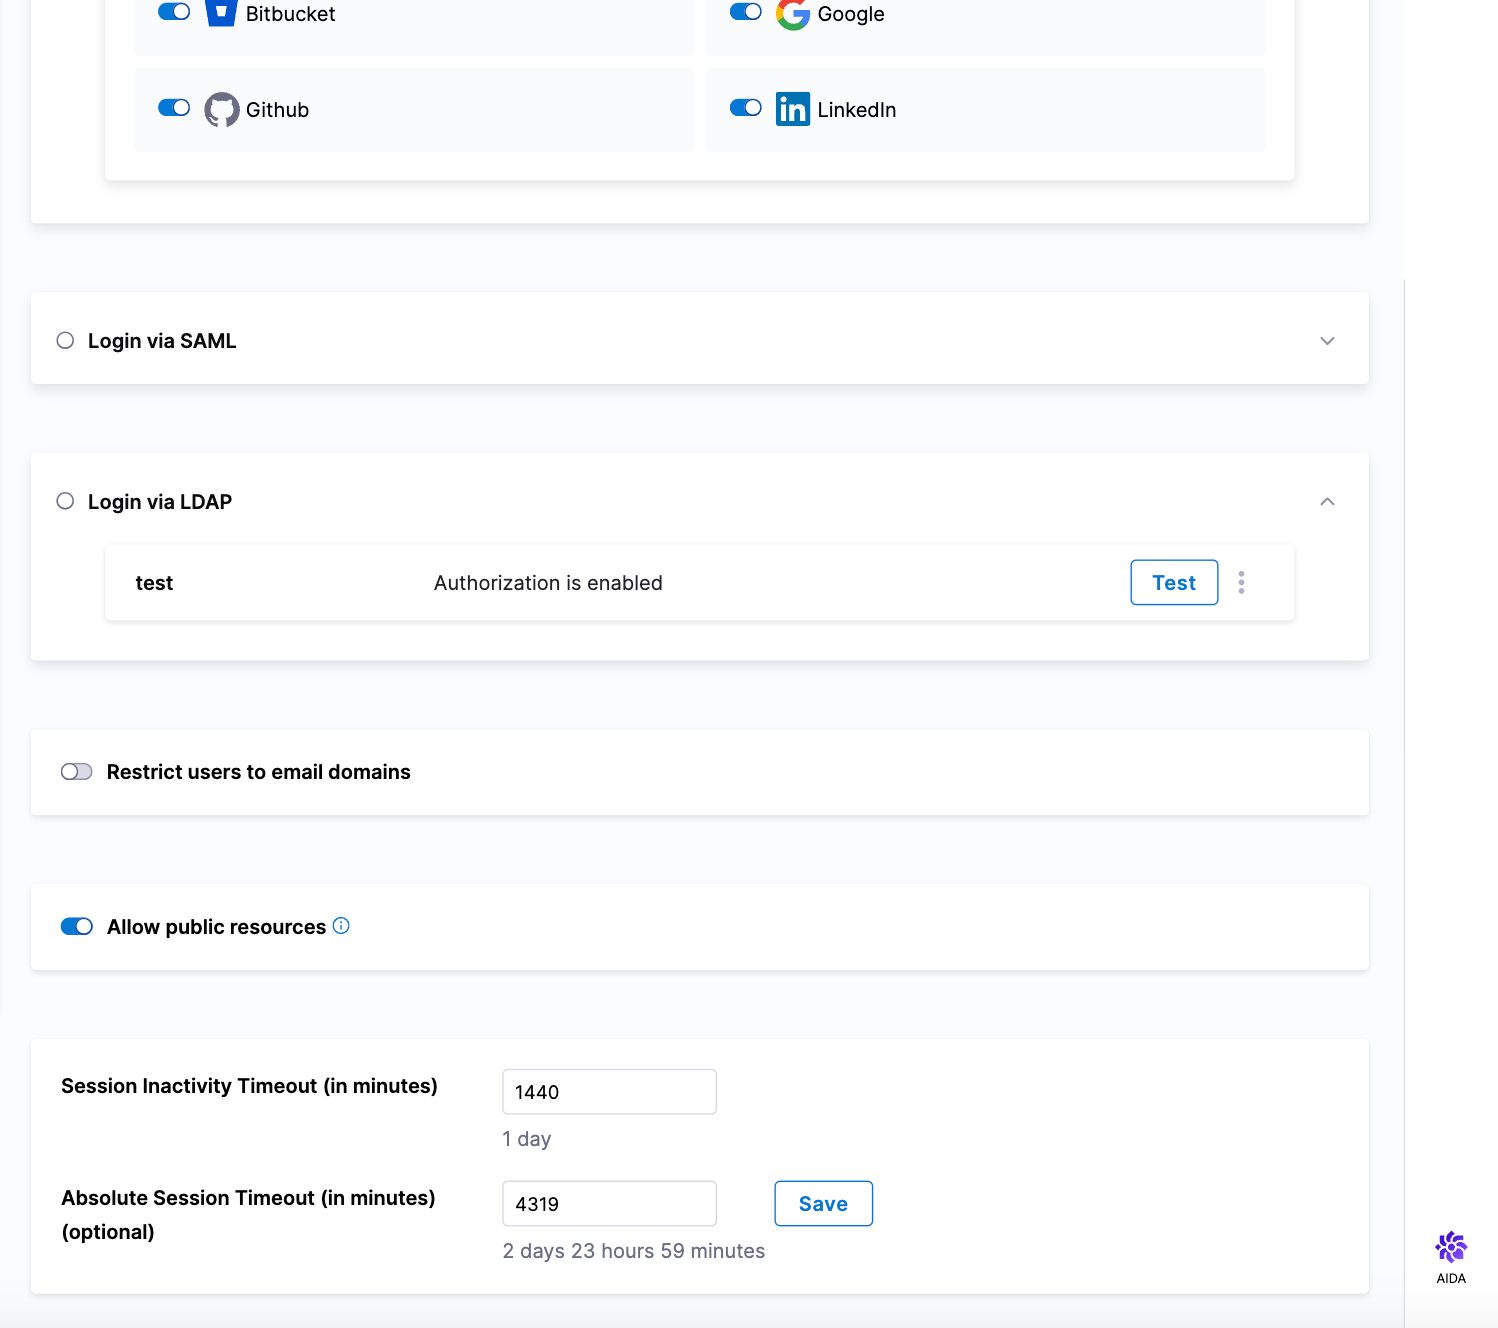 Bitbucket
Google
Github
LinkedIn
Login via SAML
Login via LDAP
test
Authorization is enabled
Test
Restrict users to email domains
Allow public resources
Session Inactivity Timeout (in minutes)
1440
1 day
Absolute Session Timeout (in minutes)
(optional)
4319
Save
2 days 23 hours 59 minutes
AIDA